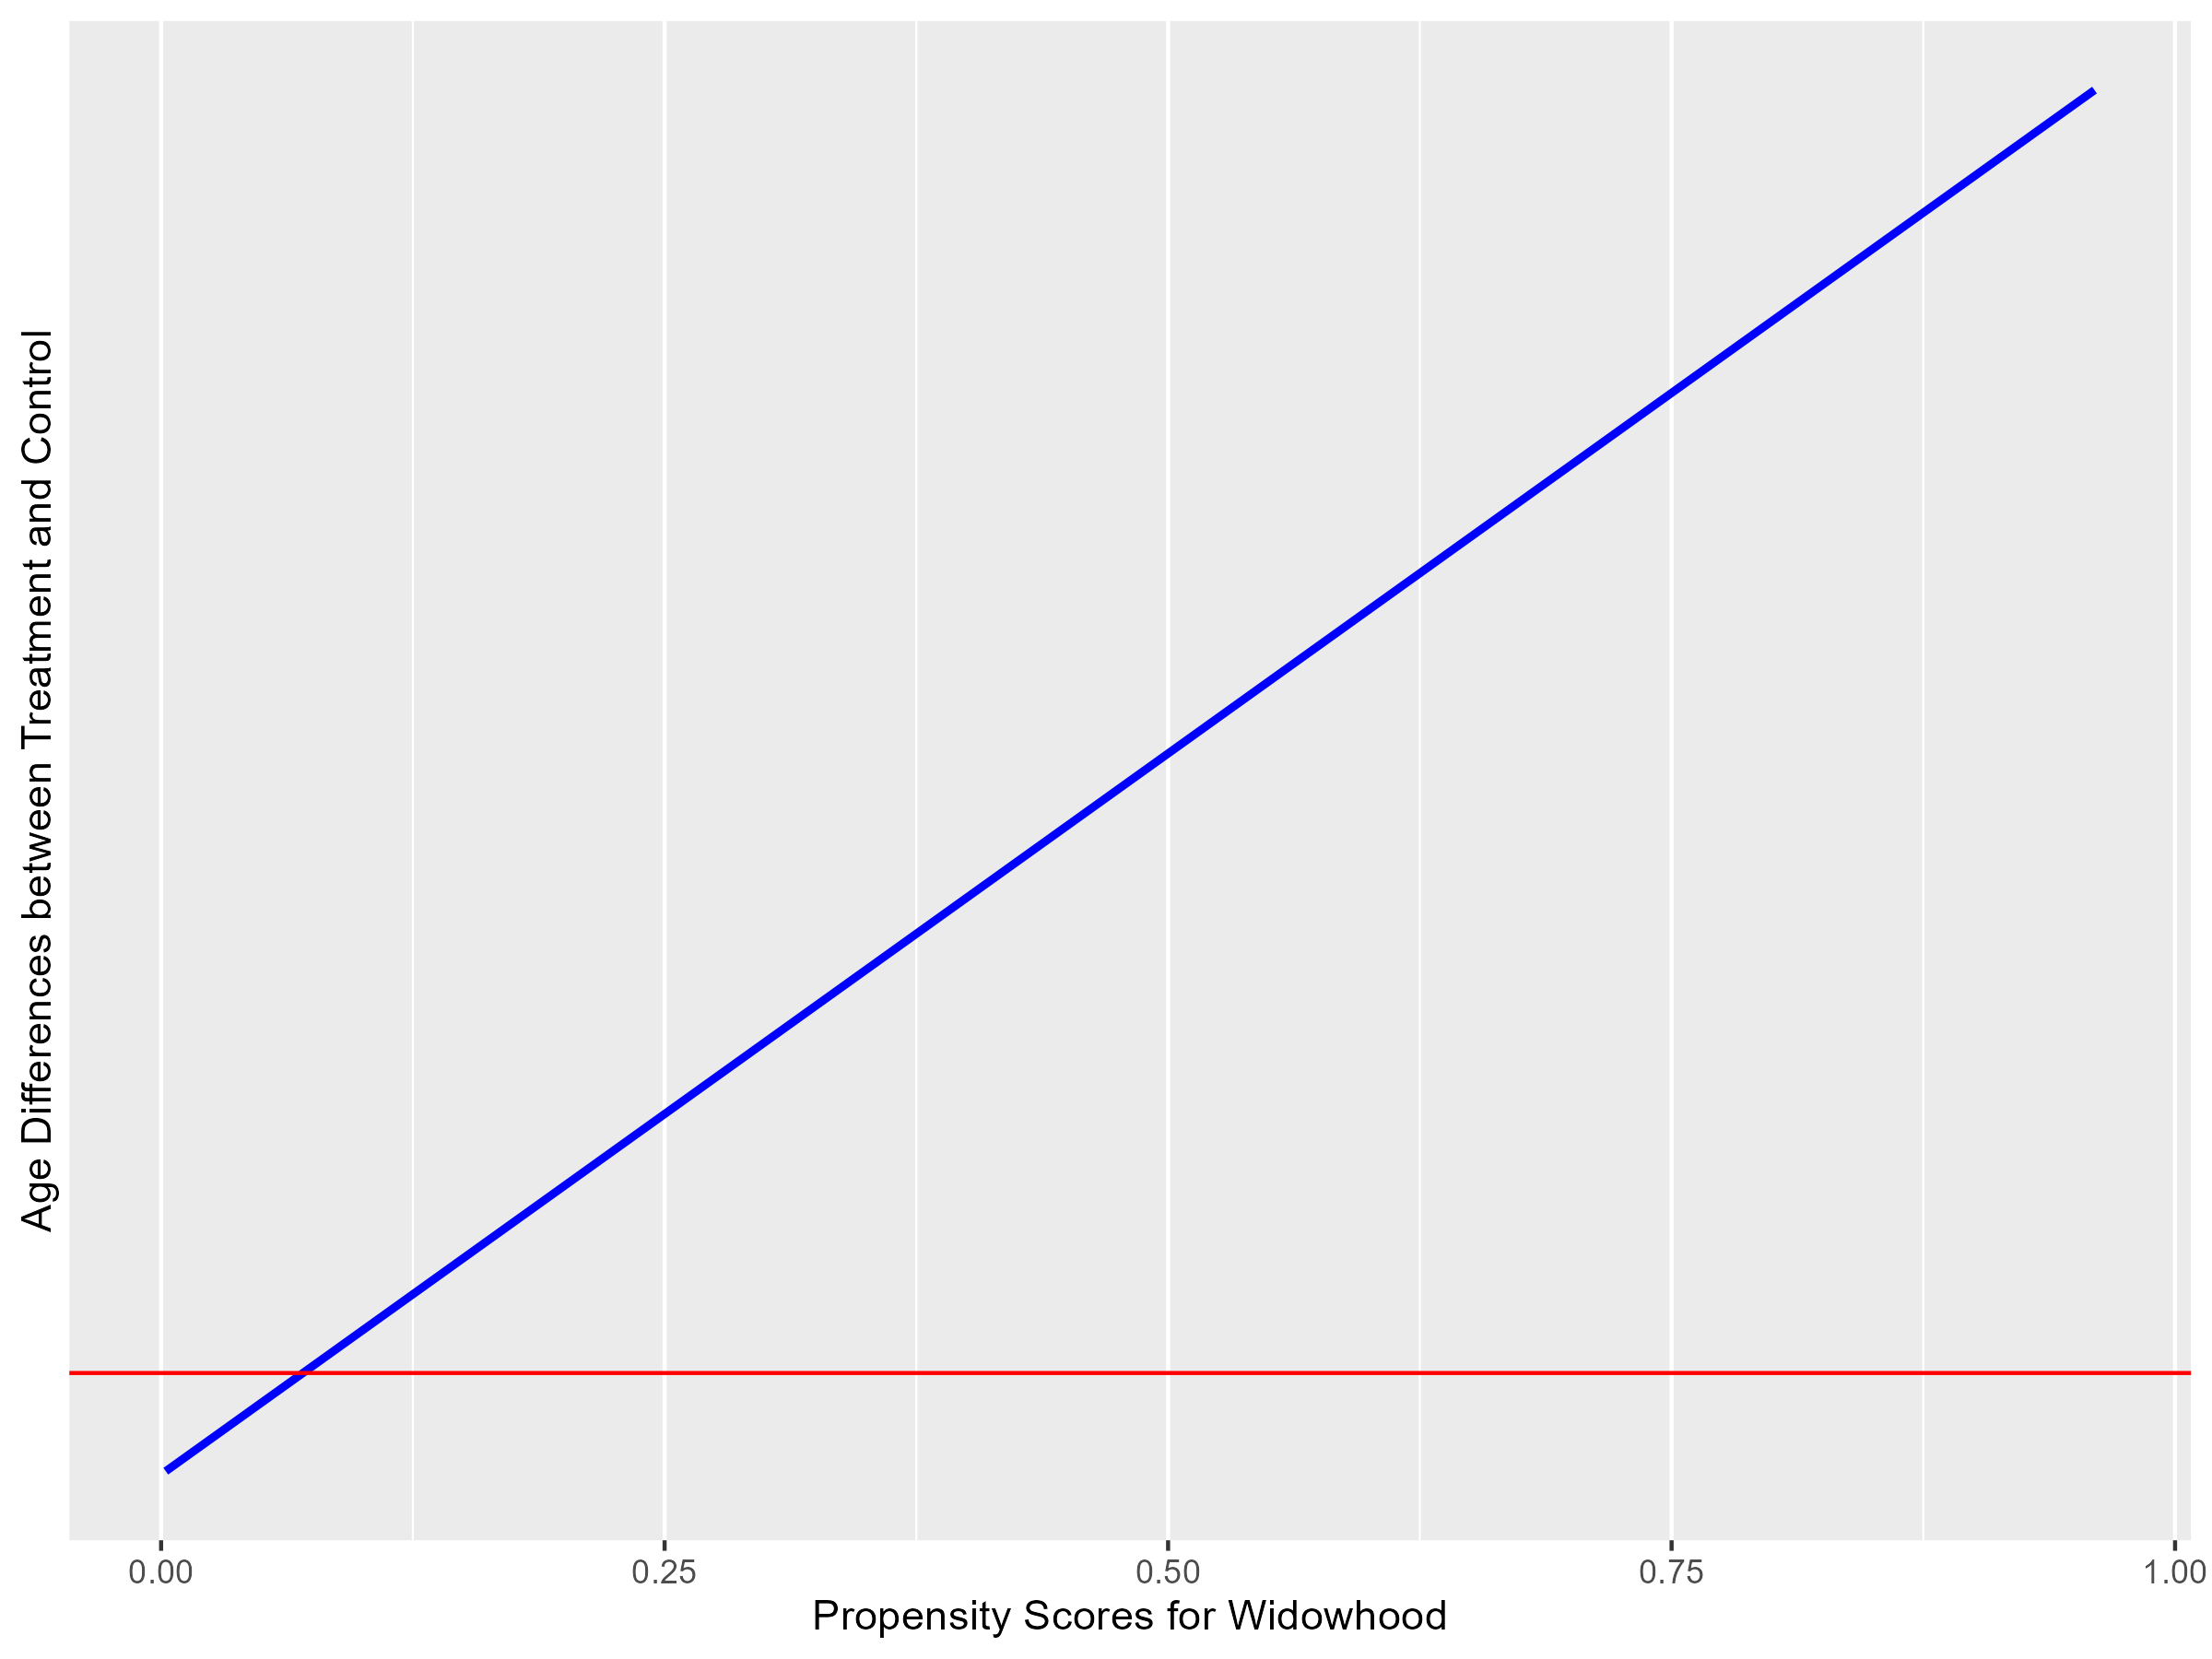 Age Differences between Treatment and Control
0.00
0.25
0.50
0.75
1.00
Propensity Scores for Widowhood